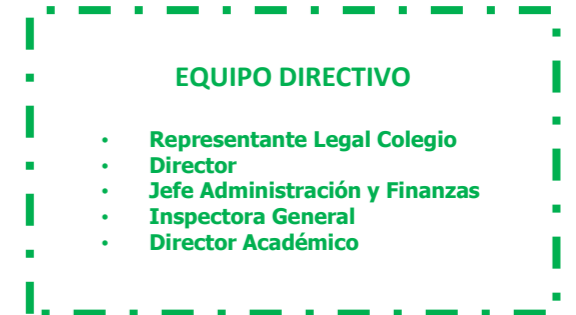 EQUIPO DIRECTIVO
• Representante Legal Colegio
• Director
• Jefe Administración y Finanzas
• Inspectora General
• Director Académico